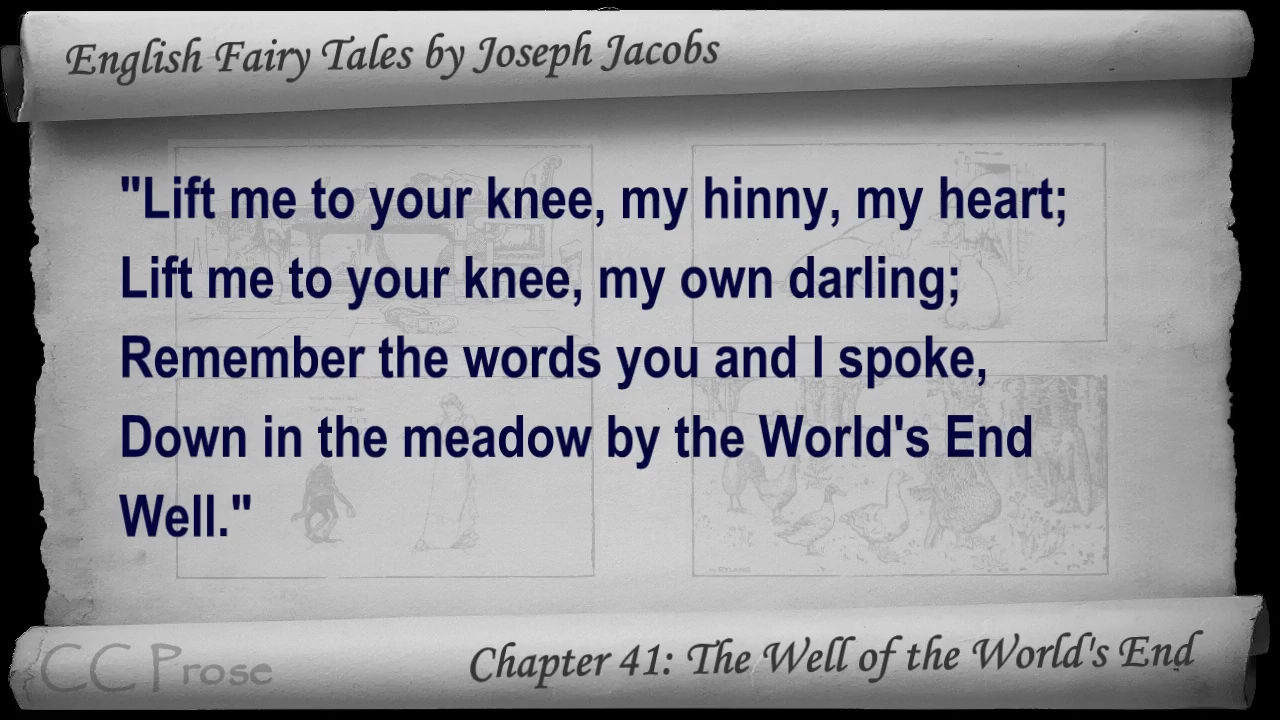 English Fairy Tales by Joseph Jacobs
"Lift me to your knee, my hinny, my heart;
Lift me to your knee, my own darling;
Remember the words you and I spoke,
Down in the meadow by the World's End
Well."
CC Prose
Chapter 41: The Well of the World's End